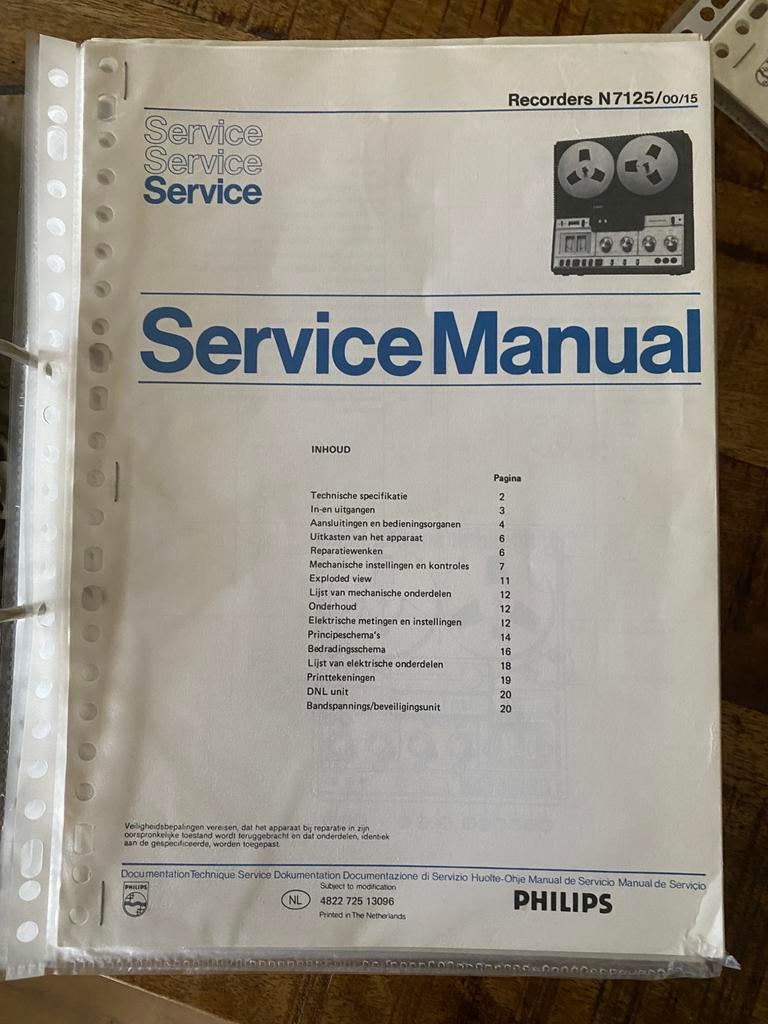 Recorders N7125/00/15
Service
Service
Service
Service Manual
INHOUD
Pagina
Technische specifikatie 2
In-en uitgangen 3
Aansluitingen en bedieningsorganen 4
Uitkasten van het apparaat 6
Reparatiewenken 6
Mechanische instellingen en kontroles 7
Exploded view 11
Lijst van mechanische onderdelen 12
Onderhoud 12
Elektrische metingen en instellingen 12
Principeschema's 14
Bedradingsschema 16
Lijst van elektrische onderdelen 18
Printtekeningen 19
DNL unit 20
Bandspannings/beveiligingsunit 20
Veiligheidsbepalingen vereisen, dat het apparaat bij reparatie in zijn
oorspronkelijke toestand wordt teruggebracht en dat onderdelen, identiek
aan de gespecificeerde, worden toegepast.
Documentation Technique Service Dokumentation Documentazione di Servizio Huolte-Ohje Manual de Servicio Manual de Serviçio
PHILIPS
Subject to modification
NL 4822 725 13096
Printed in The Netherlands
PHILIPS